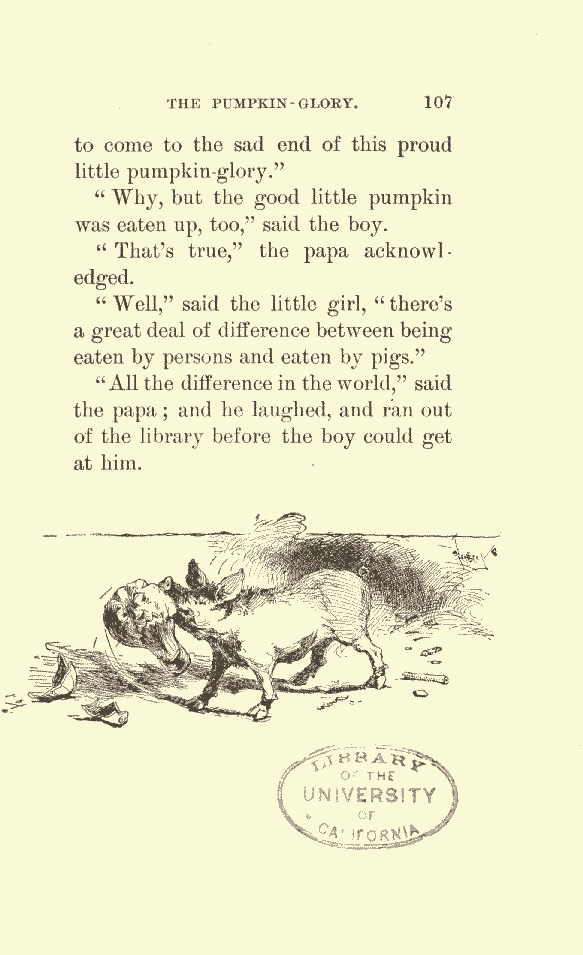 THE PUMPKIN-GLORY. 107
to come to the sad end of this proud
little pumpkin-glory.”
“ Why, but the good little pumpkin
was eaten up, too,” said the boy.
“ That's true,” the papa acknowl-
edged.
“ Well,” said the little girl, “ there's
a great deal of difference between being
eaten by persons and eaten by pigs.”
“All the difference in the world,” said
the papa ; and he laughed, and ran out
of the library before the boy could get
at him.
LIBRARY
OF THE
UNIVERSITY
OF
CALIFORNIA